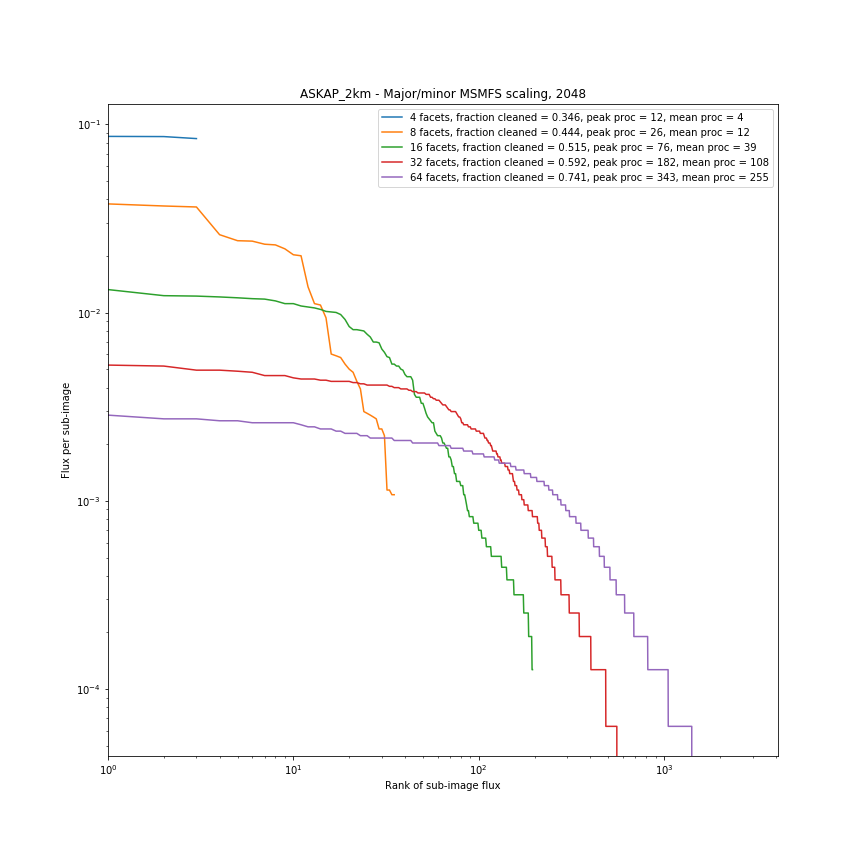 ASKAP_2km - Major/minor MSMFS scaling, 2048
4 facets, fraction cleaned = 0.346, peak proc = 12, mean proc = 4
8 facets, fraction cleaned = 0.444, peak proc = 26, mean proc = 12
16 facets, fraction cleaned = 0.515, peak proc = 76, mean proc = 39
32 facets, fraction cleaned = 0.592, peak proc = 182, mean proc = 108
64 facets, fraction cleaned = 0.741, peak proc = 343, mean proc = 255
Flux per sub-image
10⁻¹
10⁻²
10⁻³
10⁻⁴
10⁰ 10¹ 10² 10³
Rank of sub-image flux